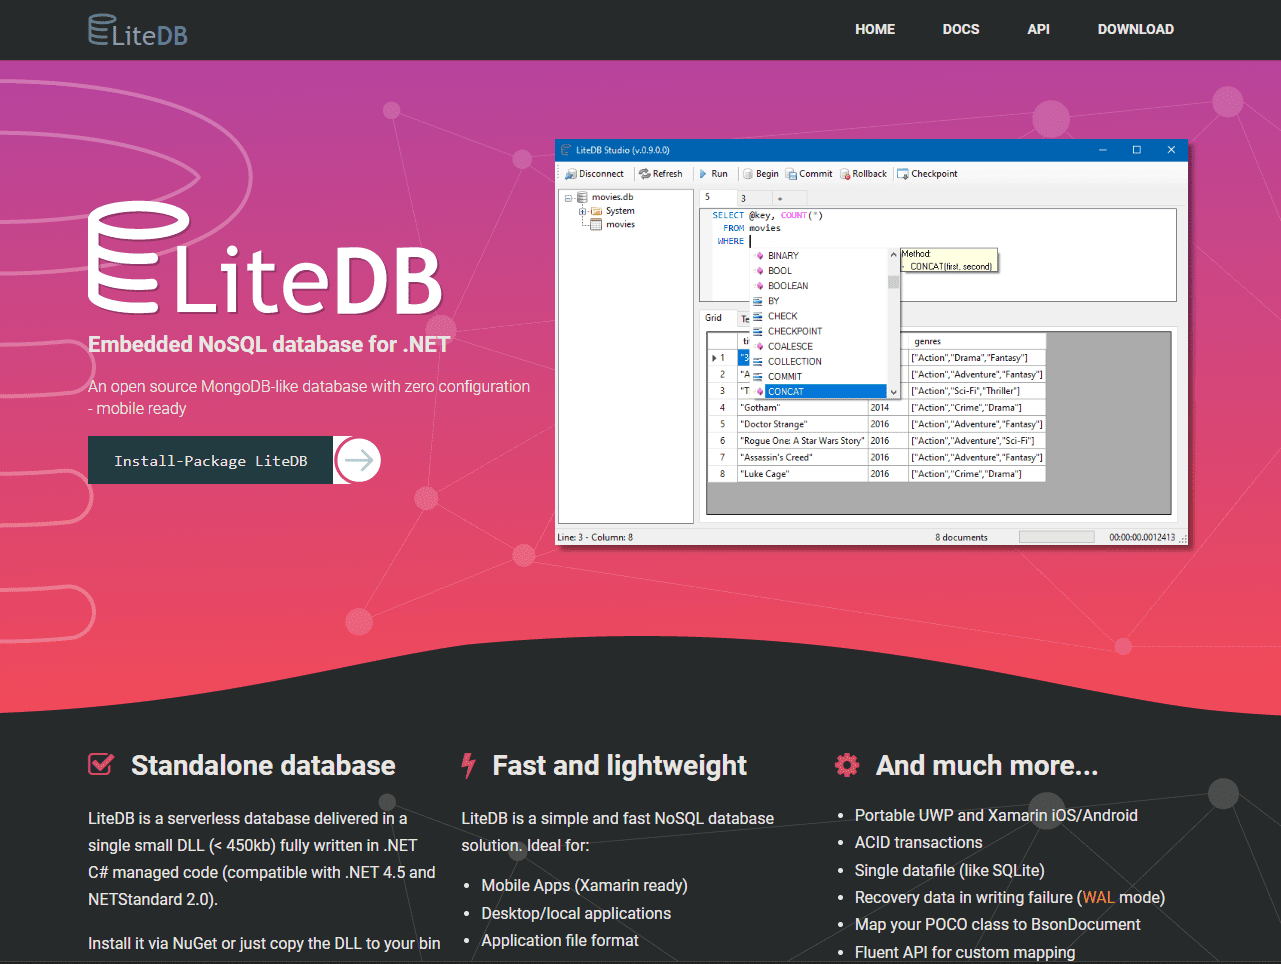 LiteDB
HOME
DOCS
API
DOWNLOAD
LiteDB
Embedded NoSQL database for .NET
An open source MongoDB-like database with zero configuration
- mobile ready
Install-Package LiteDB
LiteDB Studio (v.0.9.0.0)
Disconnect
Refresh
Run
Begin
Commit
Rollback
Checkpoint
movies.db
System
movies
5
3
+
SELECT @key, COUNT(*)
FROM movies
WHERE
BINARY
BOOL
BOOLEAN
BY
CHECK
CHECKPOINT
COALESCE
COLLECTION
COMMIT
CONCAT
Method:
- CONCAT(first, second)
Grid
Te
ti
genres
1 "3 ["Action","Drama","Fantasy"]
2 "A ["Action","Adventure","Fantasy"]
3 "T ["Action","Sci-Fi","Thriller"]
4 "Gotham" 2014 ["Action","Crime","Drama"]
5 "Doctor Strange" 2016 ["Action","Adventure","Fantasy"]
6 "Rogue One: A Star Wars Story" 2016 ["Action","Adventure","Sci-Fi"]
7 "Assassin's Creed" 2016 ["Action","Adventure","Fantasy"]
8 "Luke Cage" 2016 ["Action","Crime","Drama"]
Line: 3 - Column: 8
8 documents
00:00:00.0012413
Standalone database
LiteDB is a serverless database delivered in a
single small DLL (< 450kb) fully written in .NET
C# managed code (compatible with .NET 4.5 and
NETStandard 2.0).
Install it via NuGet or just copy the DLL to your bin
Fast and lightweight
LiteDB is a simple and fast NoSQL database
solution. Ideal for:
• Mobile Apps (Xamarin ready)
• Desktop/local applications
• Application file format
And much more...
• Portable UWP and Xamarin iOS/Android
• ACID transactions
• Single datafile (like SQLite)
• Recovery data in writing failure (WAL mode)
• Map your POCO class to BsonDocument
• Fluent API for custom mapping